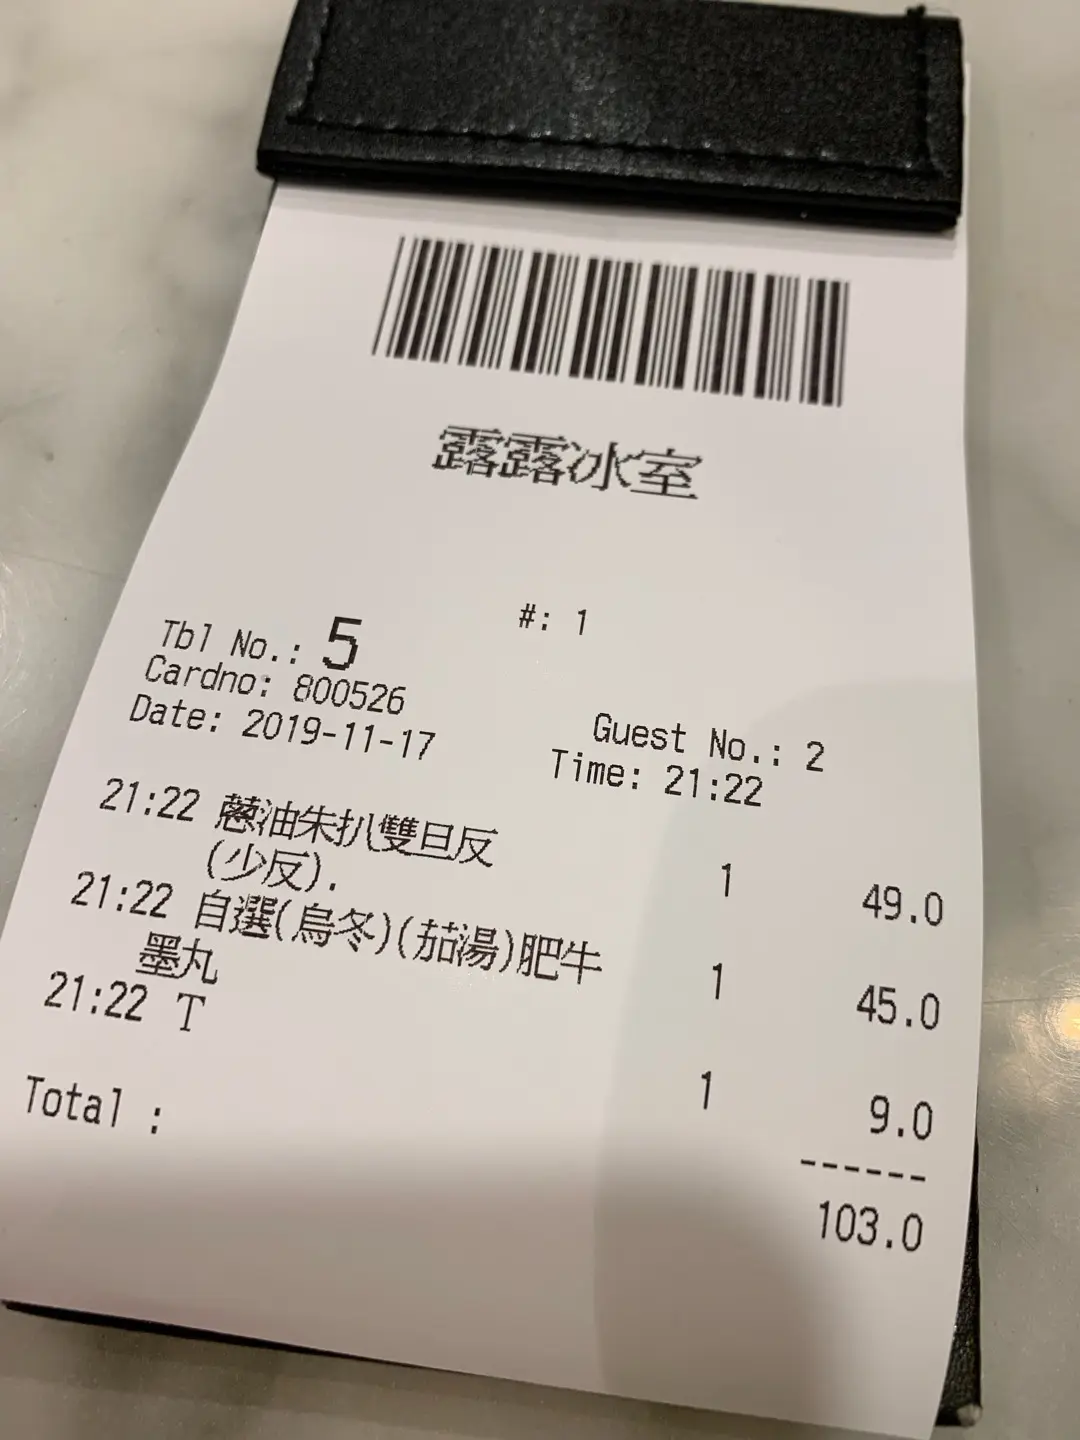 露露冰室
#: 1
Tbl No.: 5
Cardno: 800526
Guest No.: 2
Date: 2019-11-17
Time: 21:22
21:22 蔥油朱扒雙旦反 1 49.0
(少反).
21:22 自選(烏冬)(茄湯)肥牛 1 45.0
墨丸
21:22 T 1 9.0
------
Total : 103.0